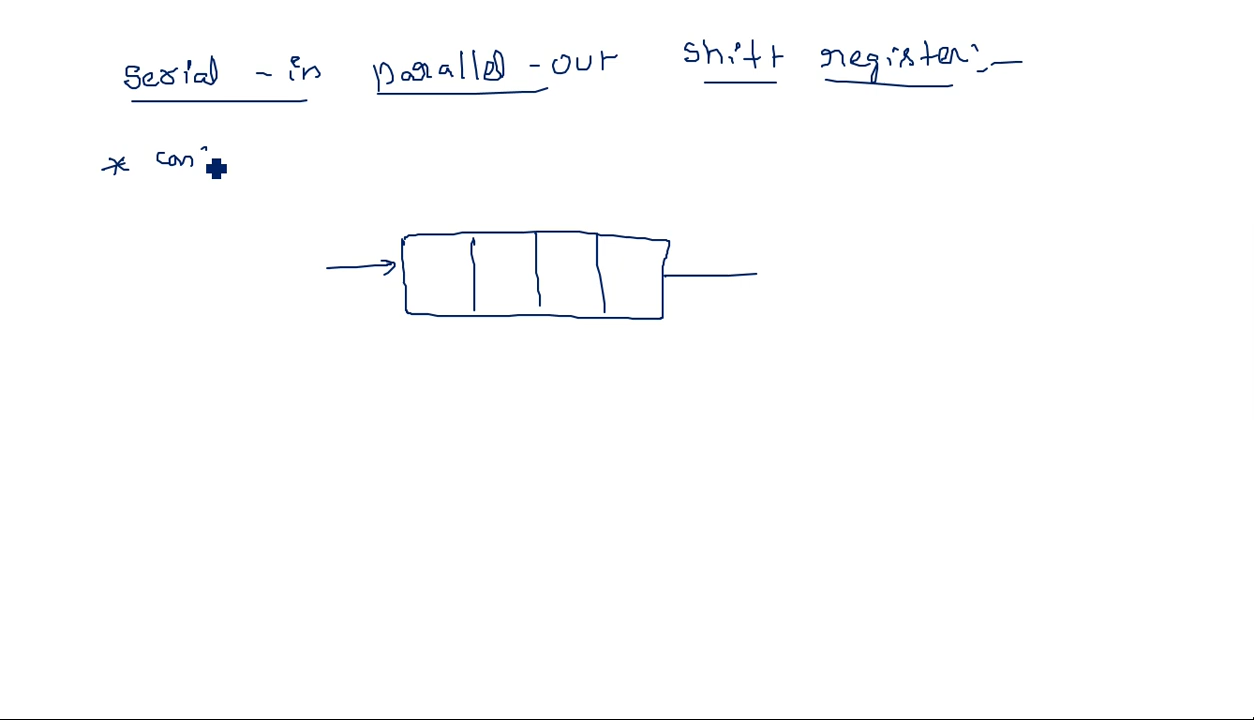 serial - in parallel - out shift register :-
* con